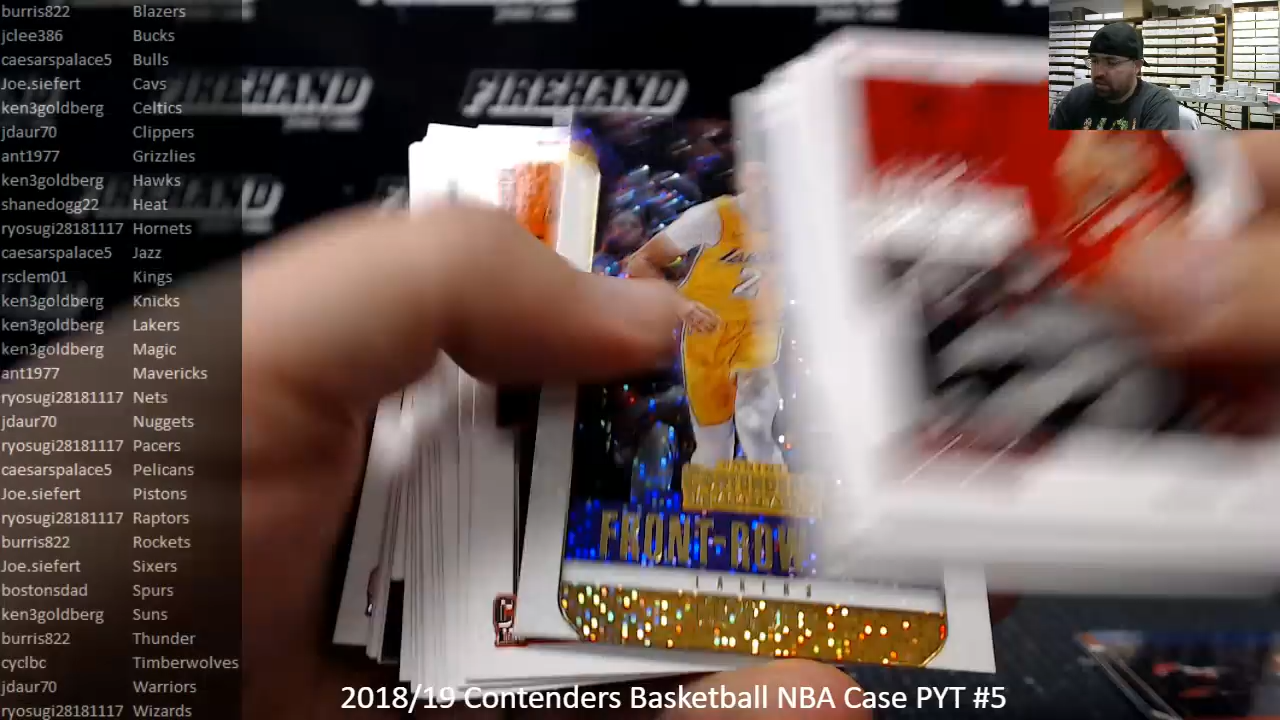 burris822 Blazers
jclee386 Bucks
caesarspalace5 Bulls
Joe.siefert Cavs
ken3goldberg Celtics
jdaur70 Clippers
ant1977 Grizzlies
ken3goldberg Hawks
shanedogg22 Heat
ryosugi28181117 Hornets
caesarspalace5 Jazz
rsclem01 Kings
ken3goldberg Knicks
ken3goldberg Lakers
ken3goldberg Magic
ant1977 Mavericks
ryosugi28181117 Nets
jdaur70 Nuggets
ryosugi28181117 Pacers
caesarspalace5 Pelicans
Joe.siefert Pistons
ryosugi28181117 Raptors
burris822 Rockets
Joe.siefert Sixers
bostonsdad Spurs
ken3goldberg Suns
burris822 Thunder
cyclbc Timberwolves
jdaur70 Warriors
ryosugi28181117 Wizards
FIREHAND
FIREHAND
FRONT-ROW
LAKERS
2018/19 Contenders Basketball NBA Case PYT #5